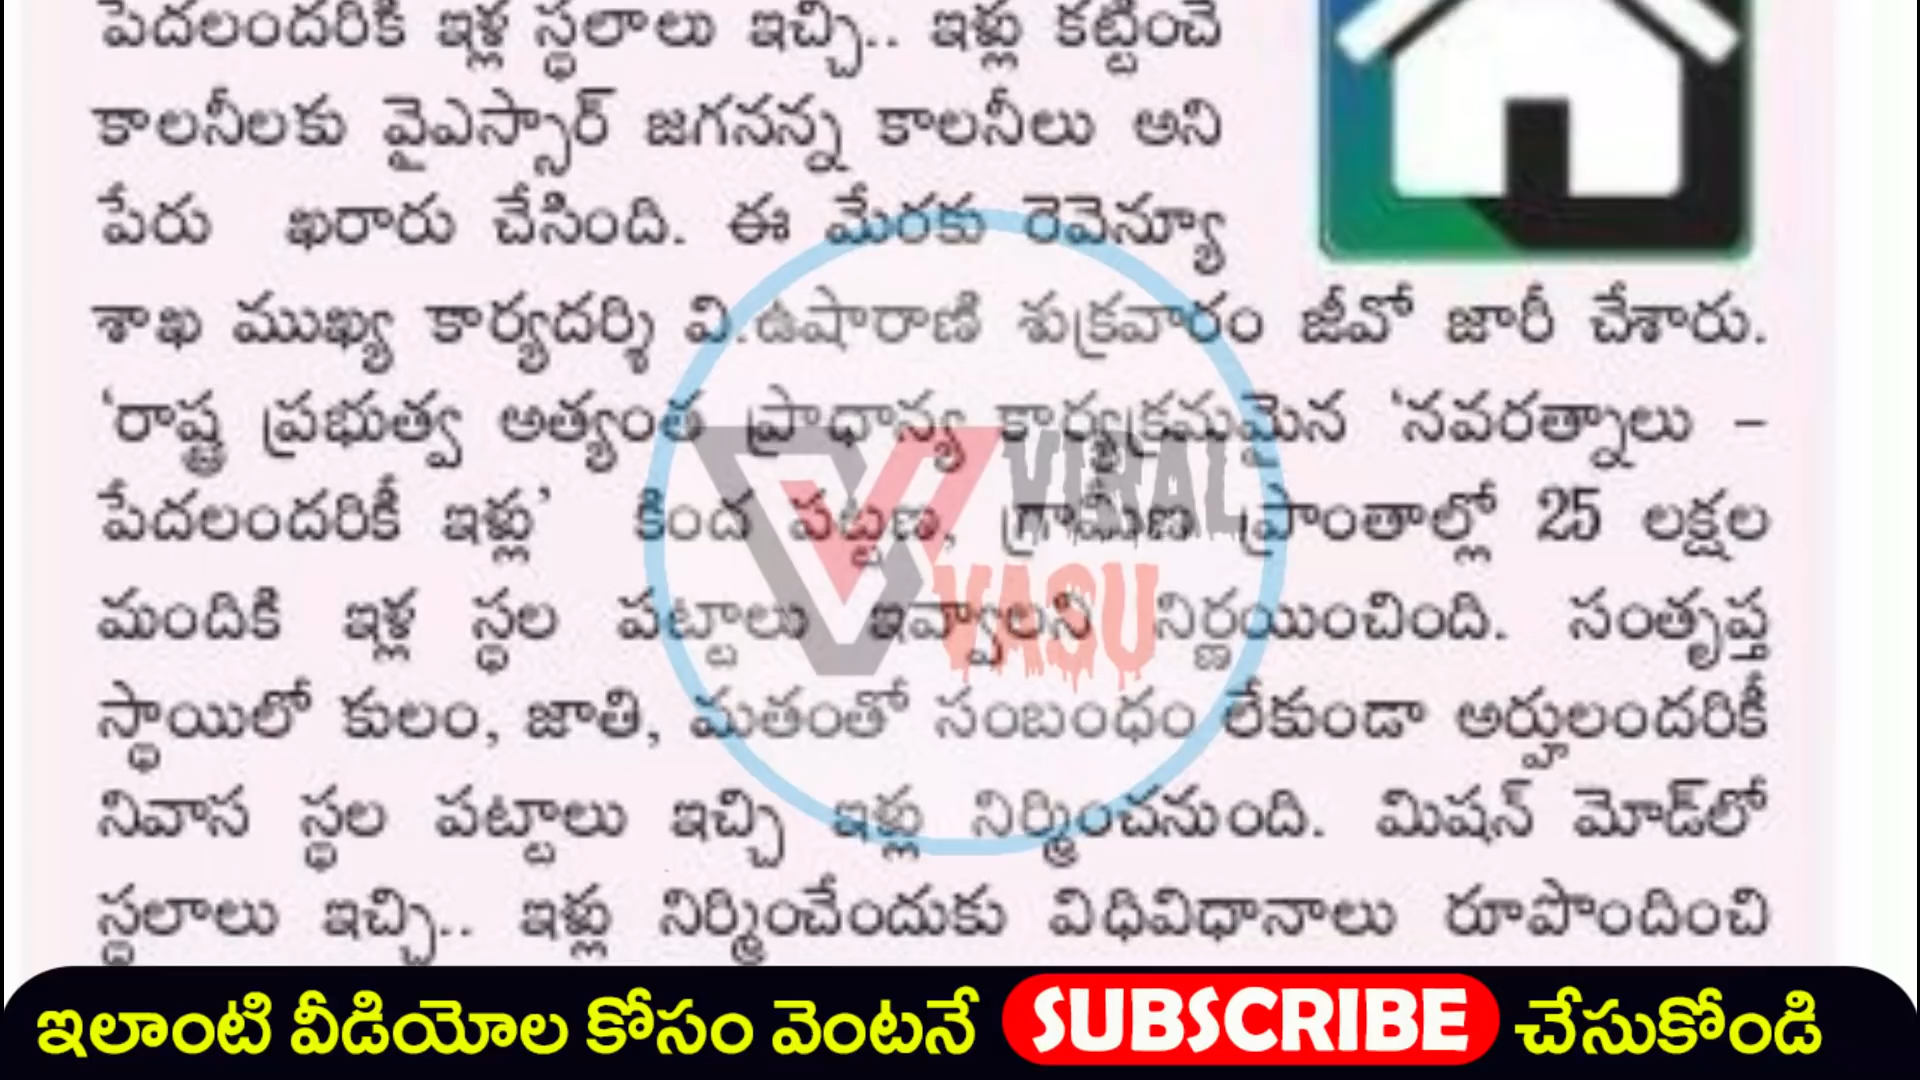 పేదలందరికీ ఇళ్ల స్థలాలు ఇచ్చి.. ఇళ్లు కట్టించే
కాలనీలకు వైఎస్సార్ జగనన్న కాలనీలు అని
పేరు ఖరారు చేసింది. ఈ మేరకు రెవెన్యూ
శాఖ ముఖ్య కార్యదర్శి వి.ఉషారాణి శుక్రవారం జీవో జారీ చేశారు.
‘రాష్ట్ర ప్రభుత్వ అత్యంత ప్రాధాన్య కార్యక్రమమైన ‘నవరత్నాలు –
పేదలందరికీ ఇళ్లు’ కింద పట్టణ, గ్రామీణ ప్రాంతాల్లో 25 లక్షల
మందికి ఇళ్ల స్థల పట్టాలు ఇవ్వాలని నిర్ణయించింది. సంతృప్త
స్థాయిలో కులం, జాతి, మతంతో సంబంధం లేకుండా అర్హులందరికీ
నివాస స్థల పట్టాలు ఇచ్చి ఇళ్లు నిర్మించనుంది. మిషన్ మోడ్‌లో
స్థలాలు ఇచ్చి.. ఇళ్లు నిర్మించేందుకు విధివిధానాలు రూపొందించి
VIRAL
VASU
ఇలాంటి వీడియోల కోసం వెంటనే SUBSCRIBE చేసుకోండి